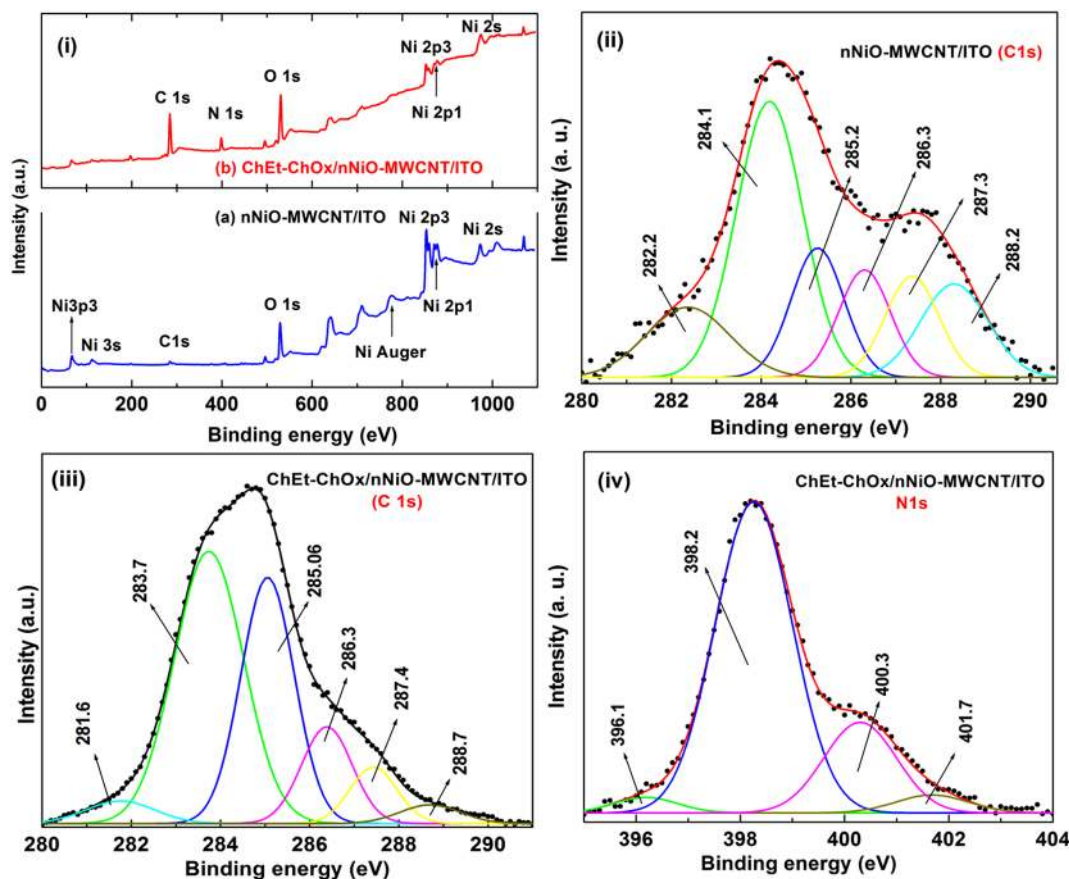 (i)
Ni 2s
Ni 2p3
O 1s
C 1s
N 1s
Ni 2p1
(b) ChEt-ChOx/nNiO-MWCNT/ITO
(a) nNiO-MWCNT/ITO
Ni 2p3
Ni 2s
O 1s
Ni 2p1
Ni3p3
Ni 3s
C1s
Ni Auger
0 200 400 600 800 1000
Binding energy (eV)
Intensity (a.u.)
(ii)
nNiO-MWCNT/ITO (C1s)
284.1
285.2
286.3
287.3
282.2
288.2
280 282 284 286 288 290
Binding energy (eV)
Intensity (a. u.)
(iii)
ChEt-ChOx/nNiO-MWCNT/ITO
(C 1s)
283.7
285.06
286.3
287.4
281.6
288.7
280 282 284 286 288 290
Binding energy (eV)
Intensity (a.u.)
(iv)
ChEt-ChOx/nNiO-MWCNT/ITO
N1s
398.2
400.3
396.1
401.7
396 398 400 402 404
Binding energy (eV)
Intensity (a. u.)